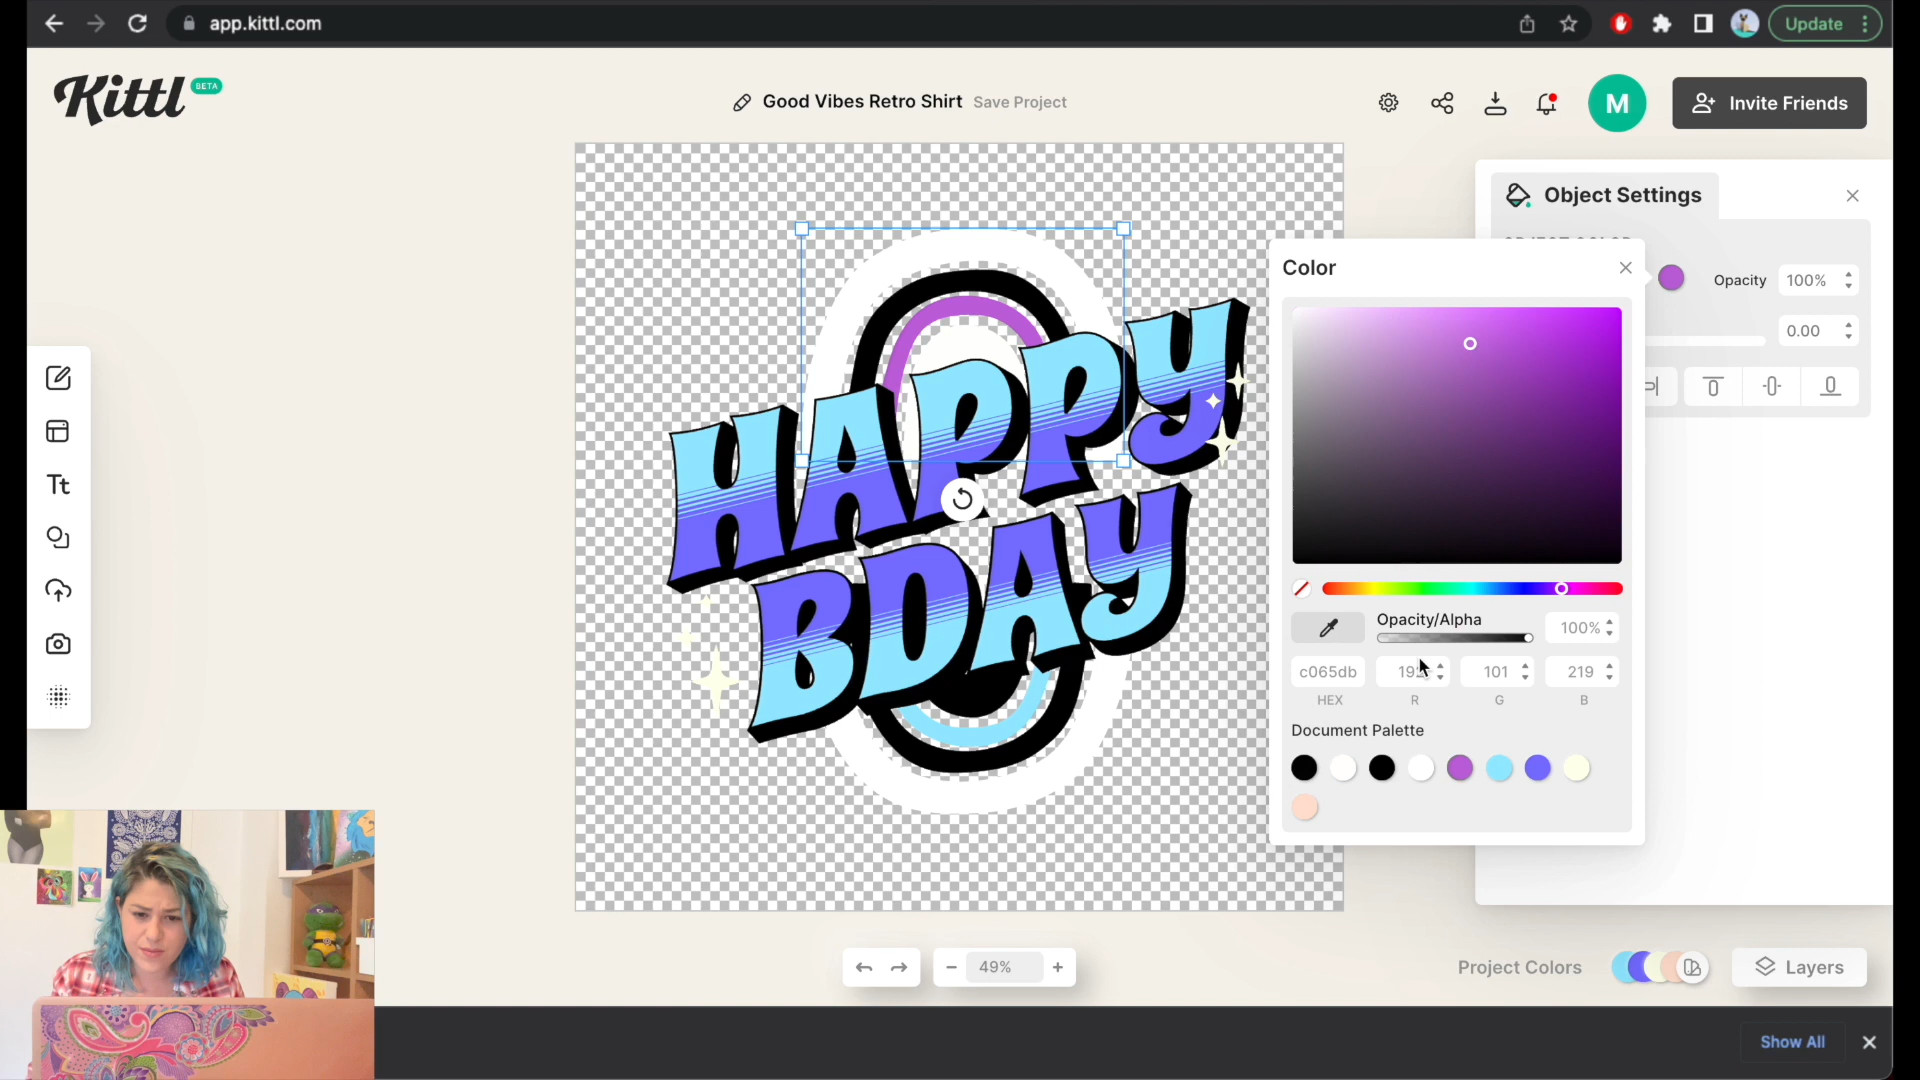 app.kittl.com
Update
Kittl BETA
Good Vibes Retro Shirt Save Project
M
Invite Friends
Object Settings
Color
Opacity 100%
0.00
HAPPY
BDAY
Tt
Opacity/Alpha
100%
c065db 101 219
HEX R G B
Document Palette
49%
Project Colors
Layers
Show All